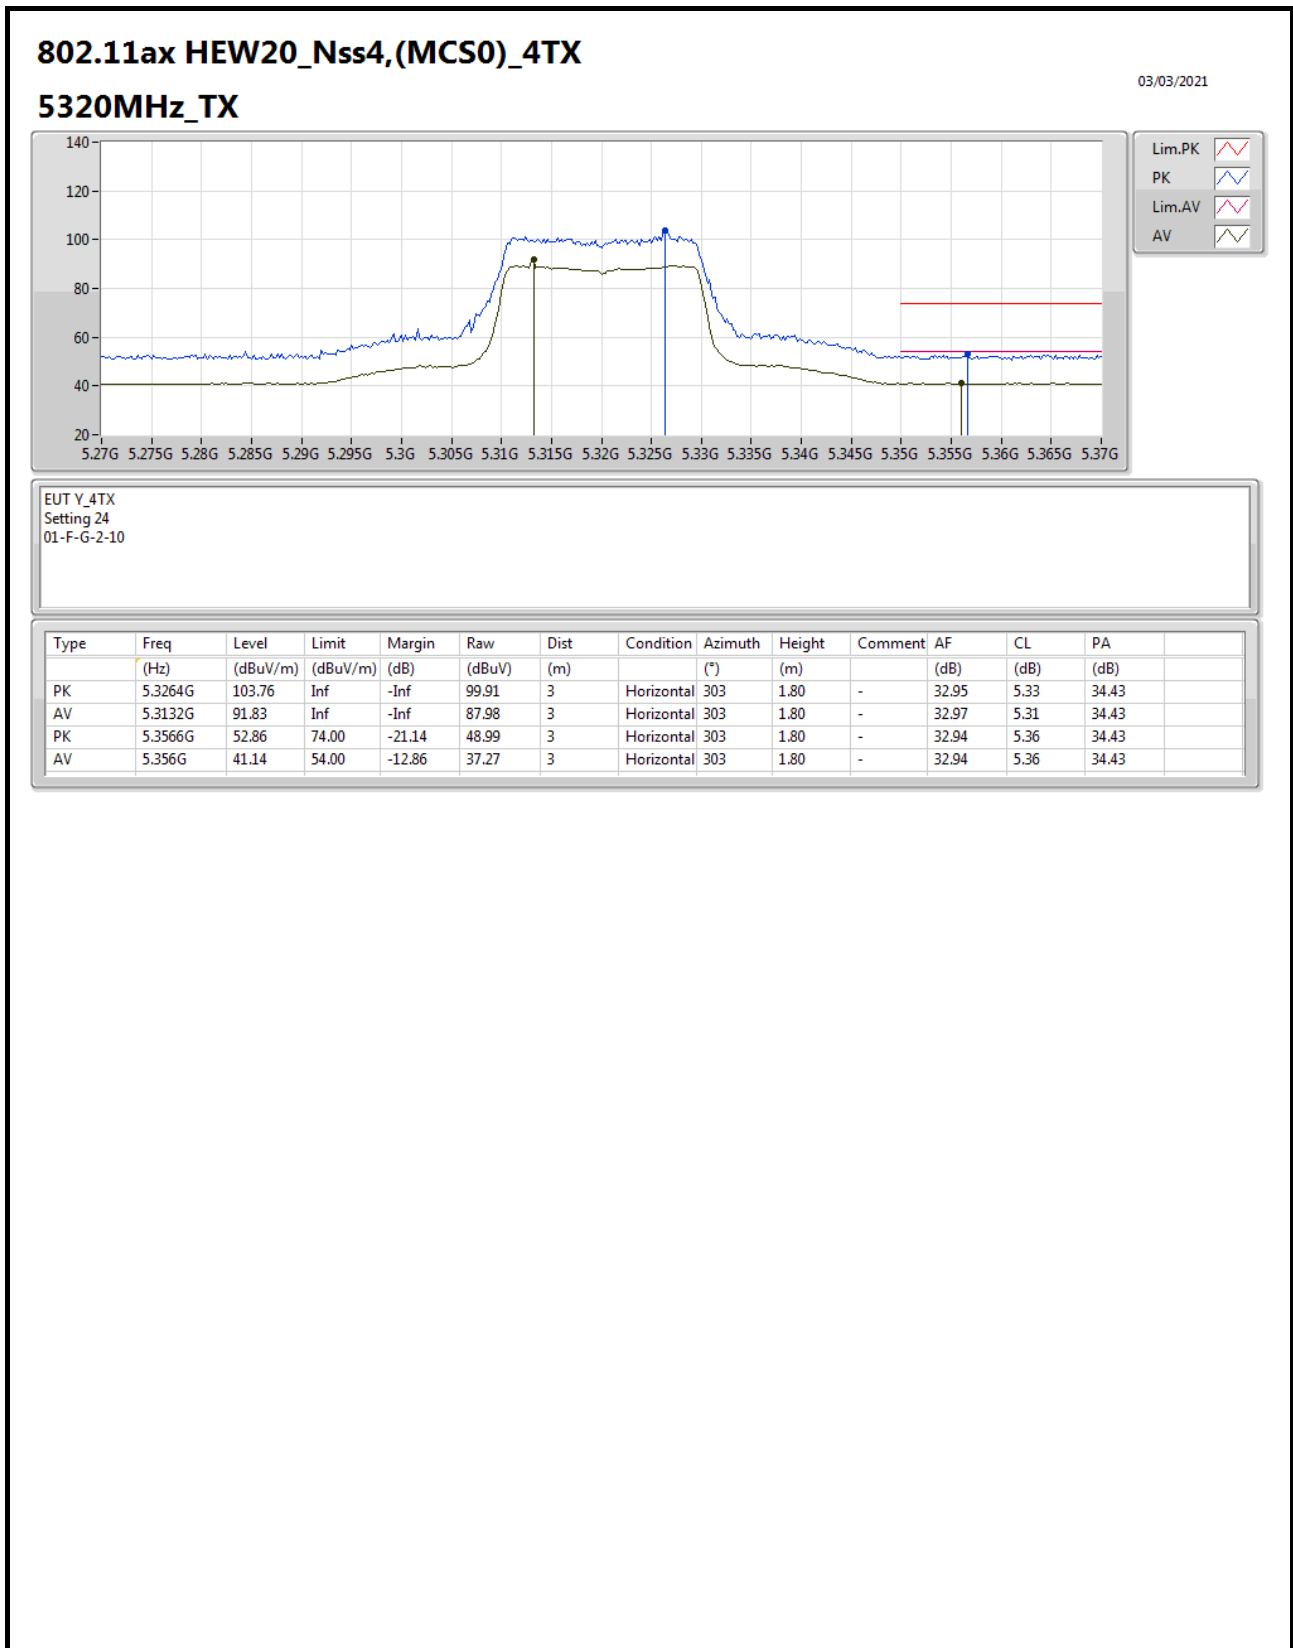 802.11ax HEW20_Nss4,(MCS0)_4TX
03/03/2021
5320MHz_TX
140
120
100
80
60
40
20
5.27G 5.275G 5.28G 5.285G 5.29G 5.295G 5.3G 5.305G 5.31G 5.315G 5.32G 5.325G 5.33G 5.335G 5.34G 5.345G 5.35G 5.355G 5.36G 5.365G 5.37G
Lim.PK
PK
Lim.AV
AV
EUT Y_4TX
Setting 24
01-F-G-2-10
Type Freq Level Limit Margin Raw Dist Condition Azimuth Height Comment AF CL PA
(Hz) (dBuV/m) (dBuV/m) (dB) (dBuV) (m) (°) (m) (dB) (dB) (dB)
PK 5.3264G 103.76 Inf -Inf 99.91 3 Horizontal 303 1.80 - 32.95 5.33 34.43
AV 5.3132G 91.83 Inf -Inf 87.98 3 Horizontal 303 1.80 - 32.97 5.31 34.43
PK 5.3566G 52.86 74.00 -21.14 48.99 3 Horizontal 303 1.80 - 32.94 5.36 34.43
AV 5.356G 41.14 54.00 -12.86 37.27 3 Horizontal 303 1.80 - 32.94 5.36 34.43